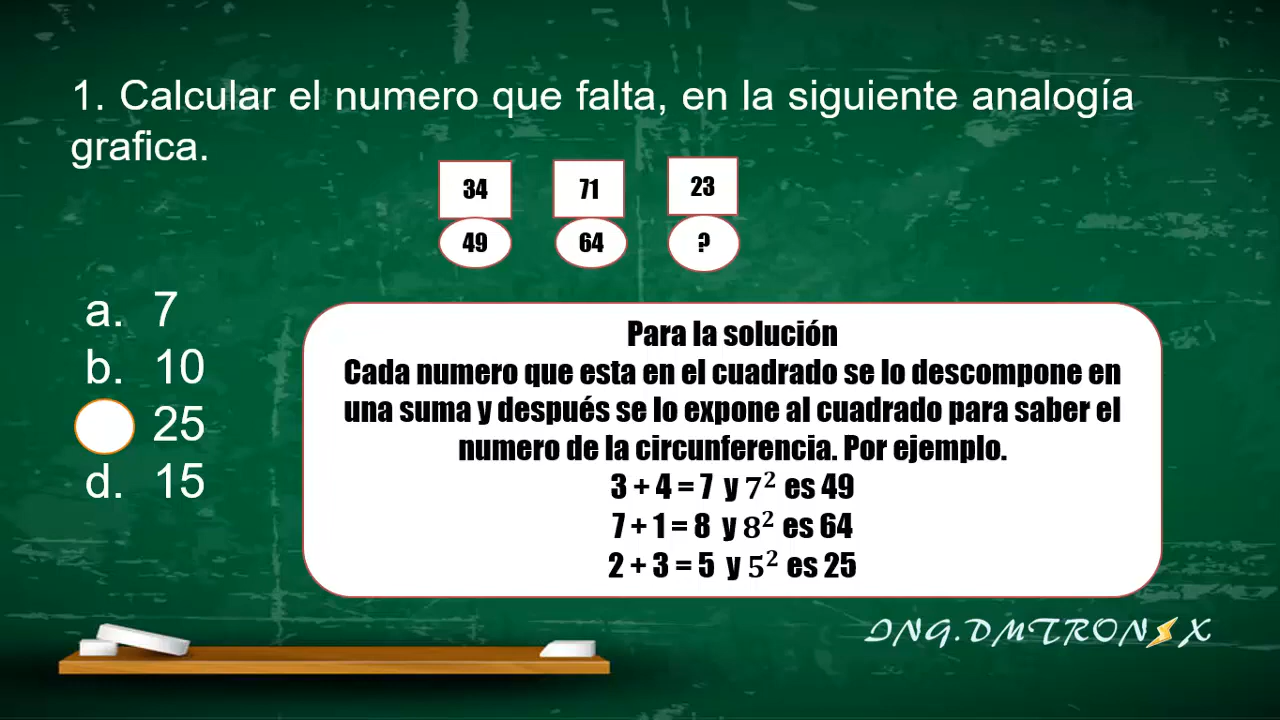 1. Calcular el numero que falta, en la siguiente analogía
grafica.
34 71 23
49 64 ?
a. 7
b. 10
25
d. 15
Para la solución
Cada numero que esta en el cuadrado se lo descompone en
una suma y después se lo expone al cuadrado para saber el
numero de la circunferencia. Por ejemplo.
3 + 4 = 7 y 7² es 49
7 + 1 = 8 y 8² es 64
2 + 3 = 5 y 5² es 25
ING.DMTRON⚡X